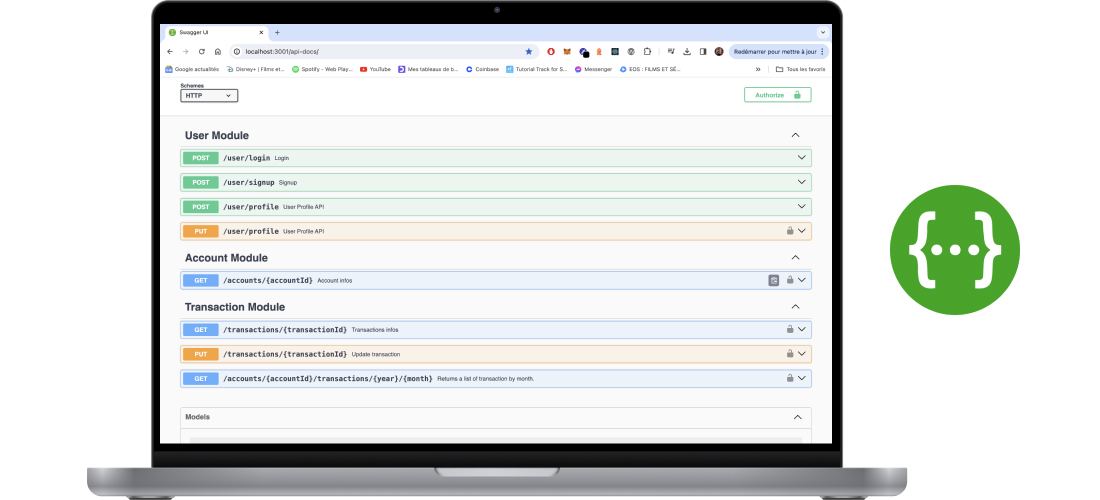 Swagger UI
localhost:3001/api-docs/
Redémarrer pour mettre à jour
Google actualités Disney+ | Films et... Spotify - Web Play... YouTube Mes tableaux de b... Coinbase Tutorial Track for S... Messenger EOS : FILMS ET SÉ... » Tous les favoris
Schemes
HTTP
Authorize
User Module
POST /user/login Login
POST /user/signup Signup
POST /user/profile User Profile API
PUT /user/profile User Profile API
Account Module
GET /accounts/{accountId} Account infos
Transaction Module
GET /transactions/{transactionId} Transactions infos
PUT /transactions/{transactionId} Update transaction
GET /accounts/{accountId}/transactions/{year}/{month} Returns a list of transaction by month.
Models
{...}